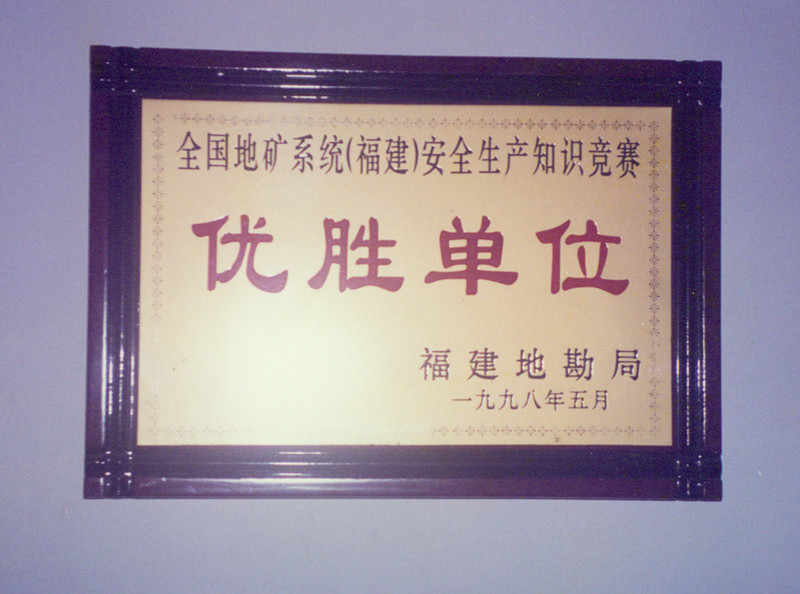 全国地矿系统(福建)安全生产知识竞赛
优胜单位
福建地勘局
一九九八年五月